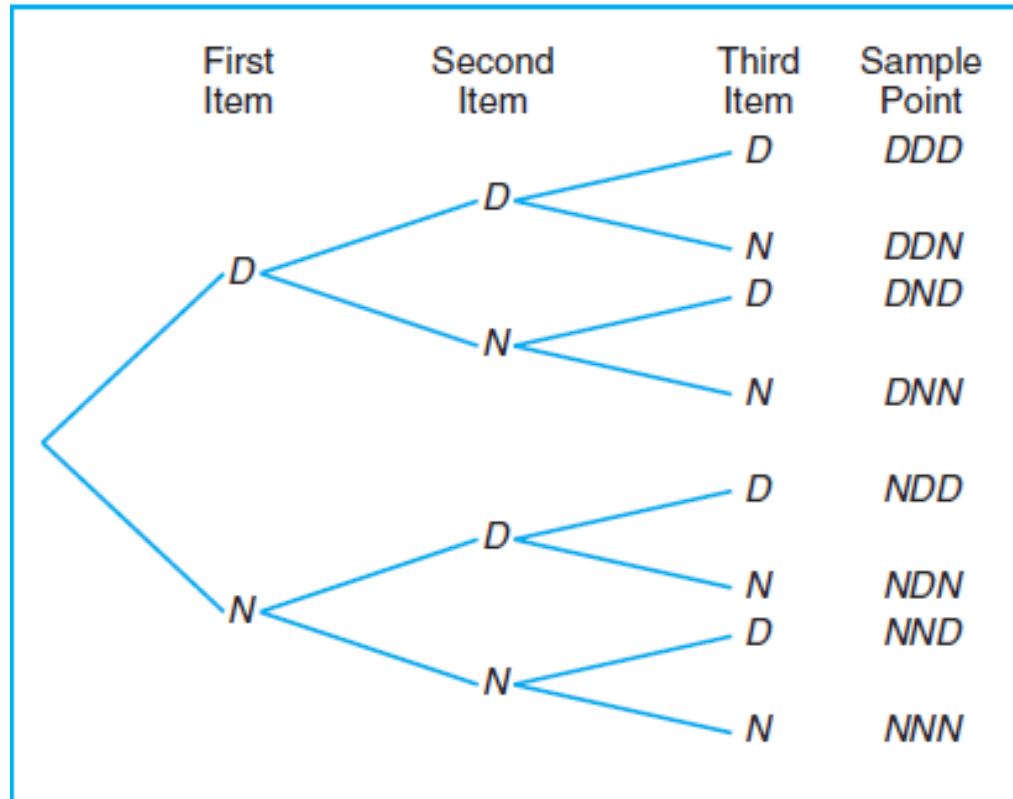 First Second Third Sample
Item Item Item Point
D DDD
D
N DDN
D
D DND
N
N DNN
D NDD
D
N NDN
N
D NND
N
N NNN